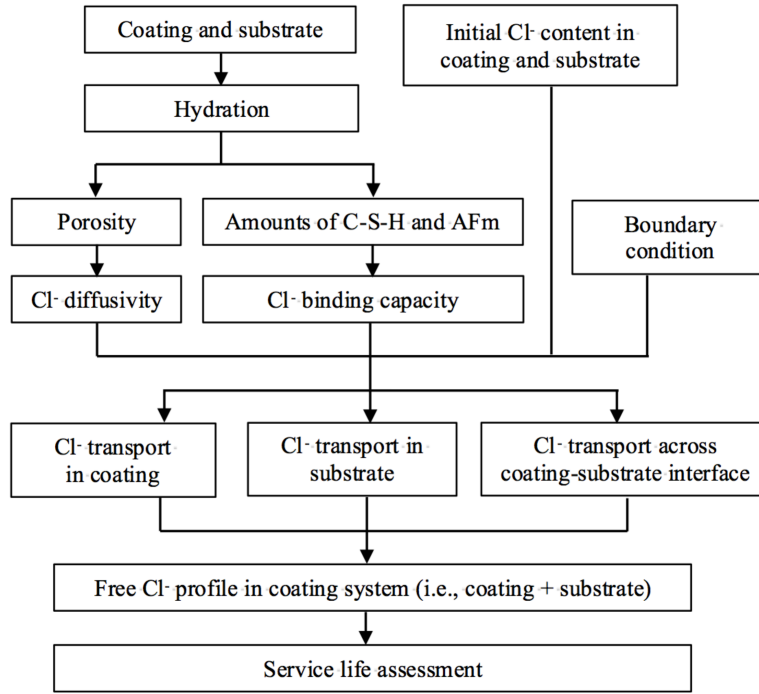 Coating and substrate
Initial Cl- content in
coating and substrate
Hydration
Porosity
Amounts of C-S-H and AFm
Boundary
condition
Cl- diffusivity
Cl- binding capacity
Cl- transport
in coating
Cl- transport in
substrate
Cl- transport across
coating-substrate interface
Free Cl- profile in coating system (i.e., coating + substrate)
Service life assessment